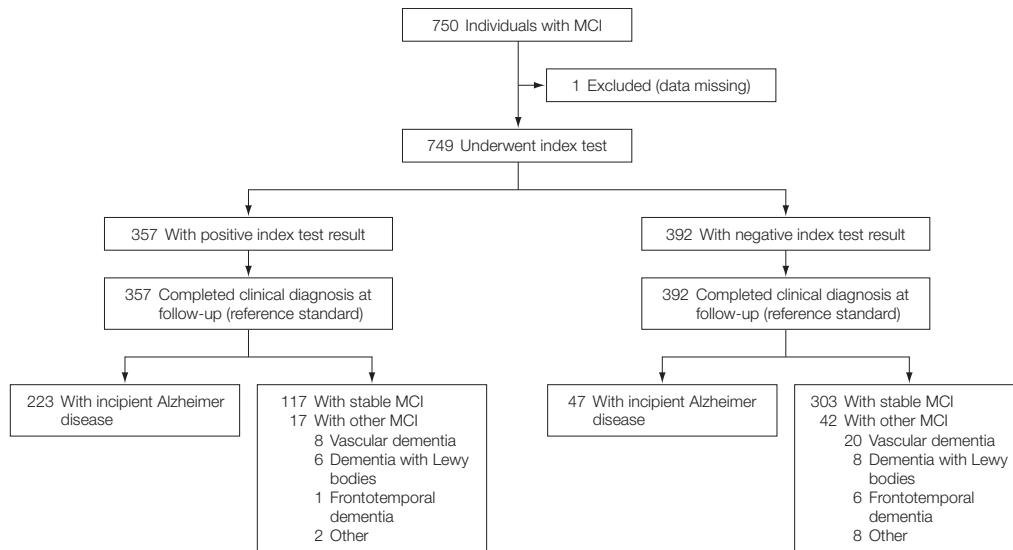 750 Individuals with MCI
1 Excluded (data missing)
749 Underwent index test
357 With positive index test result
392 With negative index test result
357 Completed clinical diagnosis at
follow-up (reference standard)
392 Completed clinical diagnosis at
follow-up (reference standard)
223 With incipient Alzheimer
disease
117 With stable MCI
17 With other MCI
8 Vascular dementia
6 Dementia with Lewy
bodies
1 Frontotemporal
dementia
2 Other
47 With incipient Alzheimer
disease
303 With stable MCI
42 With other MCI
20 Vascular dementia
8 Dementia with Lewy
bodies
6 Frontotemporal
dementia
8 Other